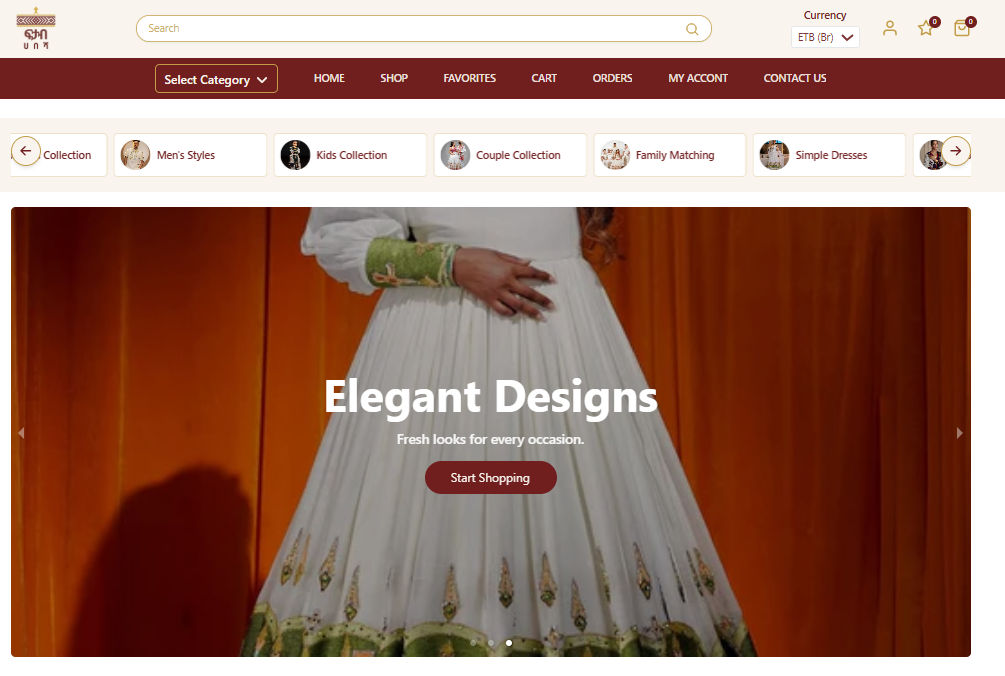 Search
Currency
ETB (Br)
0
0
Select Category
HOME
SHOP
FAVORITES
CART
ORDERS
MY ACCONT
CONTACT US
Collection
Men's Styles
Kids Collection
Couple Collection
Family Matching
Simple Dresses
Elegant Designs
Fresh looks for every occasion.
Start Shopping